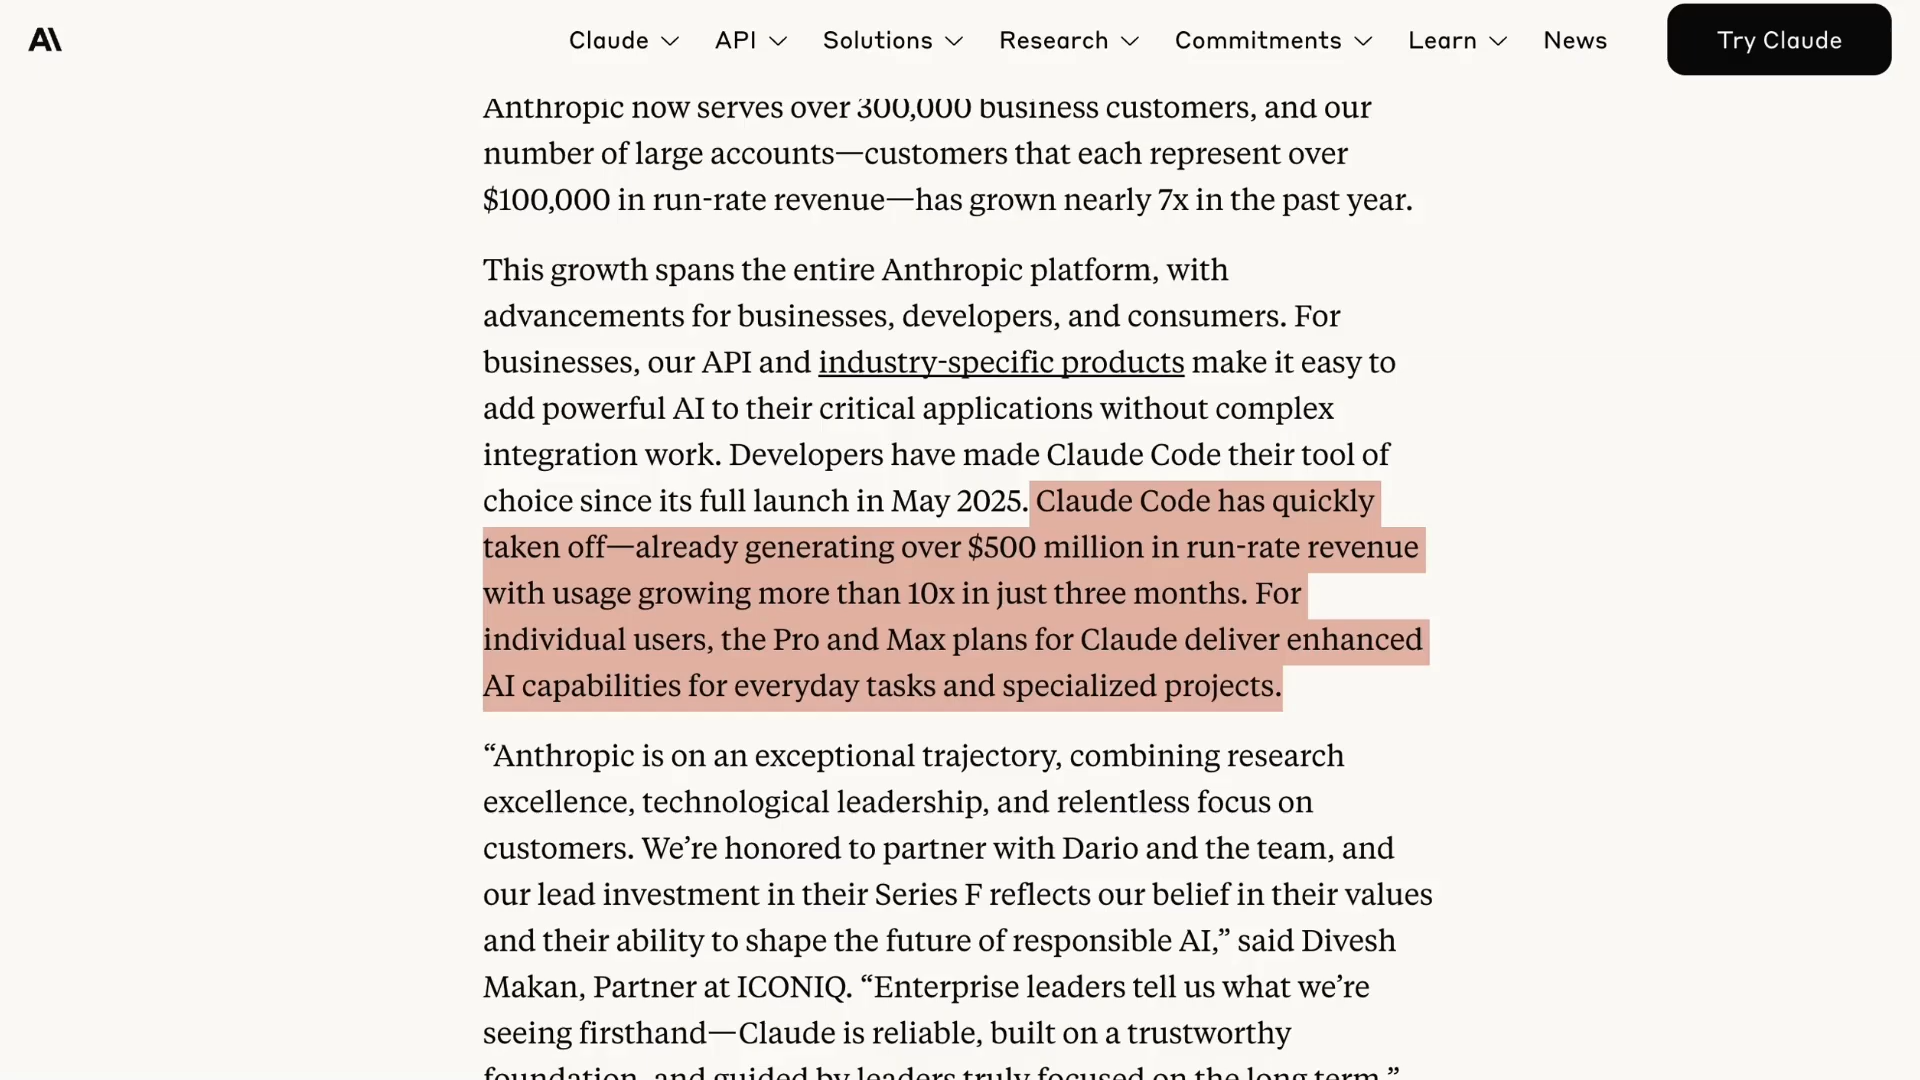 Claude API Solutions Research Commitments Learn News Try Claude
Anthropic now serves over 300,000 business customers, and our
number of large accounts—customers that each represent over
$100,000 in run-rate revenue—has grown nearly 7x in the past year.
This growth spans the entire Anthropic platform, with
advancements for businesses, developers, and consumers. For
businesses, our API and industry-specific products make it easy to
add powerful AI to their critical applications without complex
integration work. Developers have made Claude Code their tool of
choice since its full launch in May 2025. Claude Code has quickly
taken off—already generating over $500 million in run-rate revenue
with usage growing more than 10x in just three months. For
individual users, the Pro and Max plans for Claude deliver enhanced
AI capabilities for everyday tasks and specialized projects.
“Anthropic is on an exceptional trajectory, combining research
excellence, technological leadership, and relentless focus on
customers. We’re honored to partner with Dario and the team, and
our lead investment in their Series F reflects our belief in their values
and their ability to shape the future of responsible AI,” said Divesh
Makan, Partner at ICONIQ. “Enterprise leaders tell us what we’re
seeing firsthand—Claude is reliable, built on a trustworthy
foundation, and guided by leaders truly focused on the long term.”